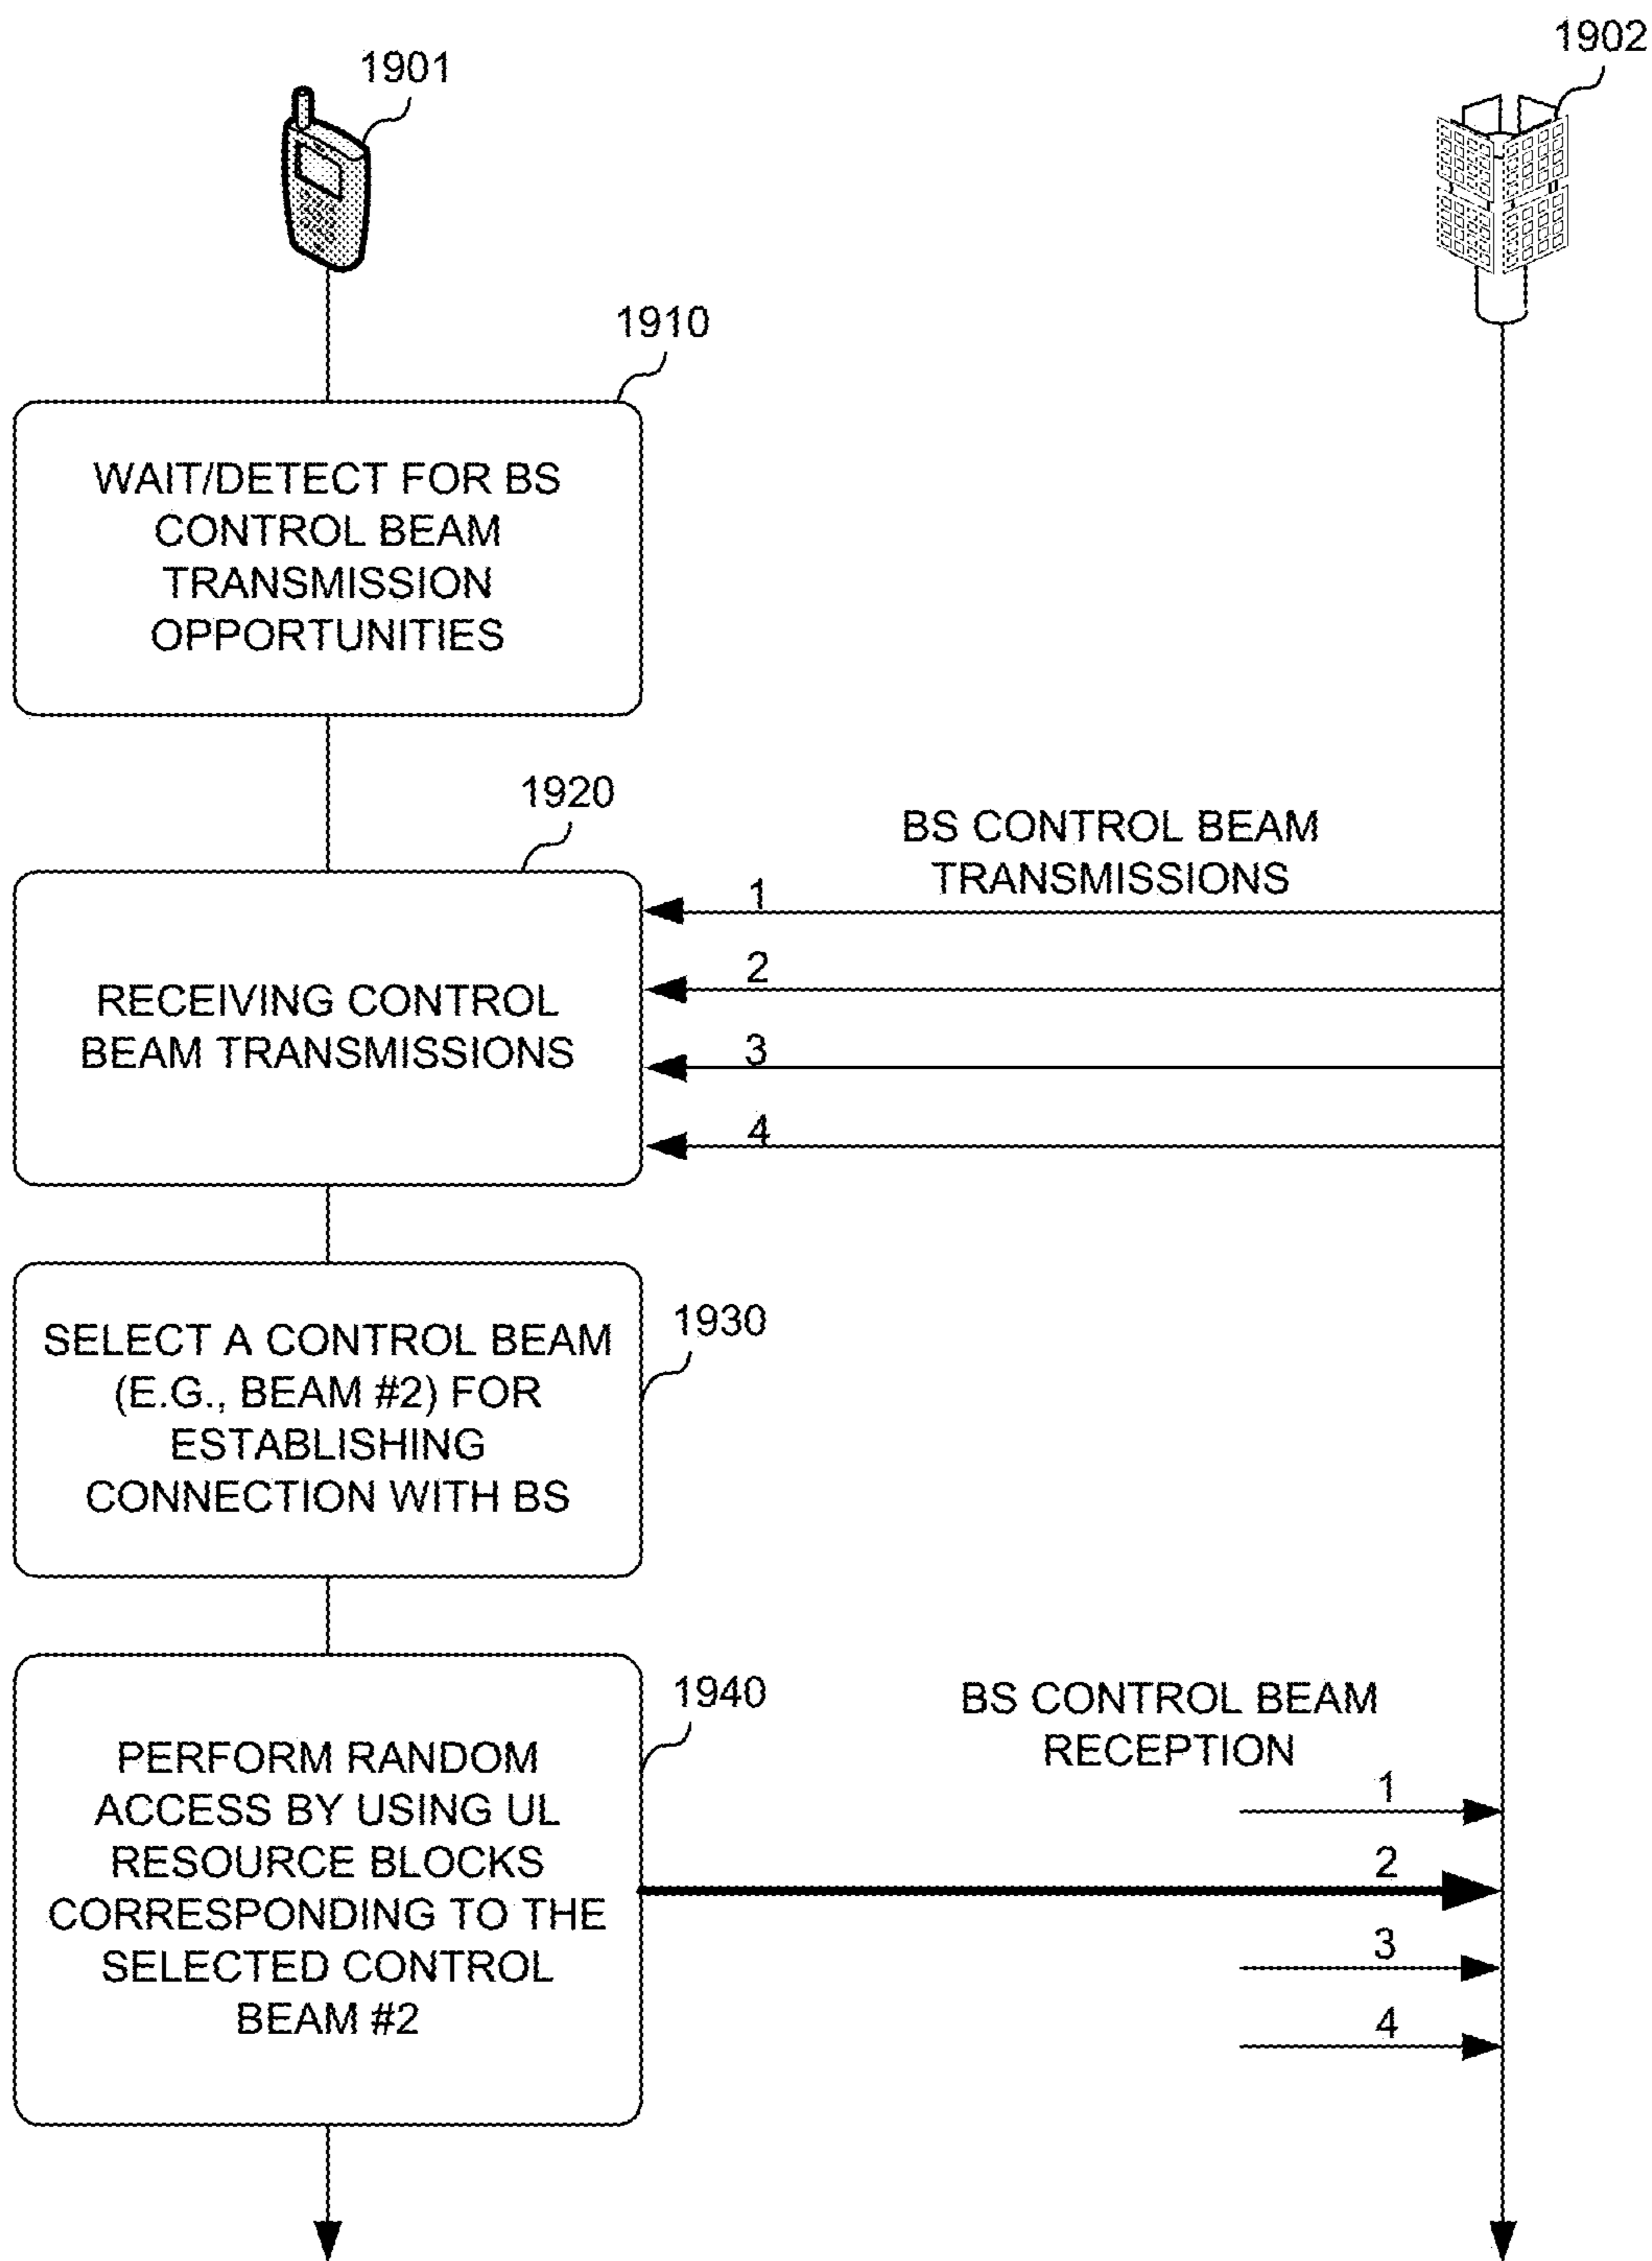 1901
1902
1910
WAIT/DETECT FOR BS
CONTROL BEAM
TRANSMISSION
OPPORTUNITIES
1920
BS CONTROL BEAM
TRANSMISSIONS
1
2
3
4
RECEIVING CONTROL
BEAM TRANSMISSIONS
1930
SELECT A CONTROL BEAM
(E.G., BEAM #2) FOR
ESTABLISHING
CONNECTION WITH BS
1940
PERFORM RANDOM
ACCESS BY USING UL
RESOURCE BLOCKS
CORRESPONDING TO THE
SELECTED CONTROL
BEAM #2
BS CONTROL BEAM
RECEPTION
1
2
3
4